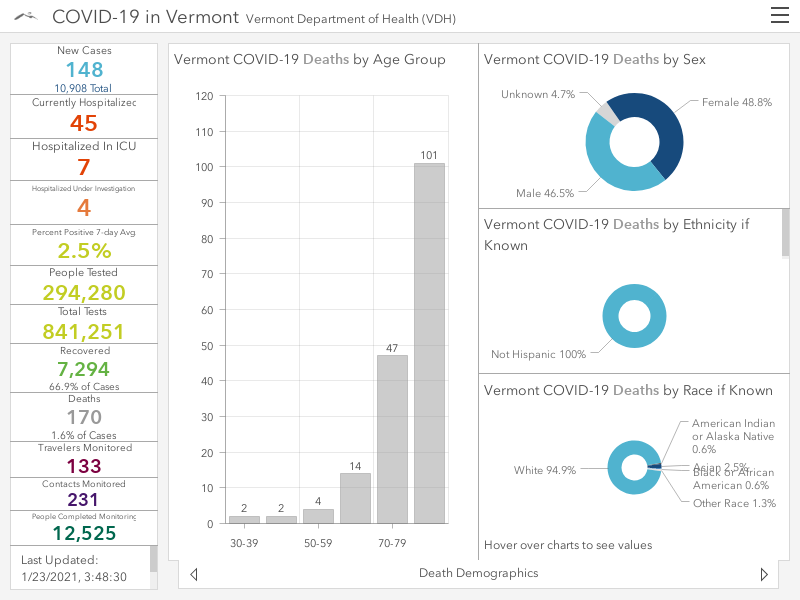 COVID-19 in Vermont Vermont Department of Health (VDH)
New Cases
148
10,908 Total
Currently Hospitalized
45
Hospitalized In ICU
7
Hospitalized Under Investigation
4
Percent Positive 7-day Avg
2.5%
People Tested
294,280
Total Tests
841,251
Recovered
7,294
66.9% of Cases
Deaths
170
1.6% of Cases
Travelers Monitored
133
Contacts Monitored
231
People Completed Monitoring
12,525
Last Updated:
1/23/2021, 3:48:30
Vermont COVID-19 Deaths by Age Group
120
110
100
90
80
70
60
50
40
30
20
10
0
2
2
4
14
47
101
30-39
50-59
70-79
Vermont COVID-19 Deaths by Sex
Unknown 4.7%
Female 48.8%
Male 46.5%
Vermont COVID-19 Deaths by Ethnicity if
Known
Not Hispanic 100%
Vermont COVID-19 Deaths by Race if Known
American Indian
or Alaska Native
0.6%
White 94.9%
Asian 2.5%
Black or African
American 0.6%
Other Race 1.3%
Hover over charts to see values
Death Demographics